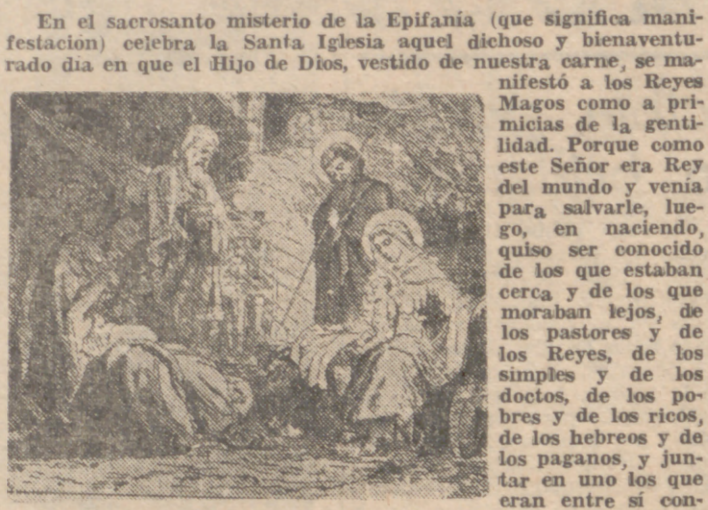 En el sacrosanto misterio de la Epifanía (que significa mani-
festación) celebra la Santa Iglesia aquel dichoso y bienaventu-
rado día en que el Hijo de Dios, vestido de nuestra carne, se ma-
nifestó a los Reyes
Magos como a pri-
micias de la genti-
lidad. Porque como
este Señor era Rey
del mundo y venía
para salvarle, lue-
go, en naciendo,
quiso ser conocido
de los que estaban
cerca y de los que
moraban lejos, de
los pastores y de
los Reyes, de los
simples y de los
doctos, de los po-
bres y de los ricos,
de los hebreos y de
los paganos, y jun-
tar en uno los que
eran entre sí con-